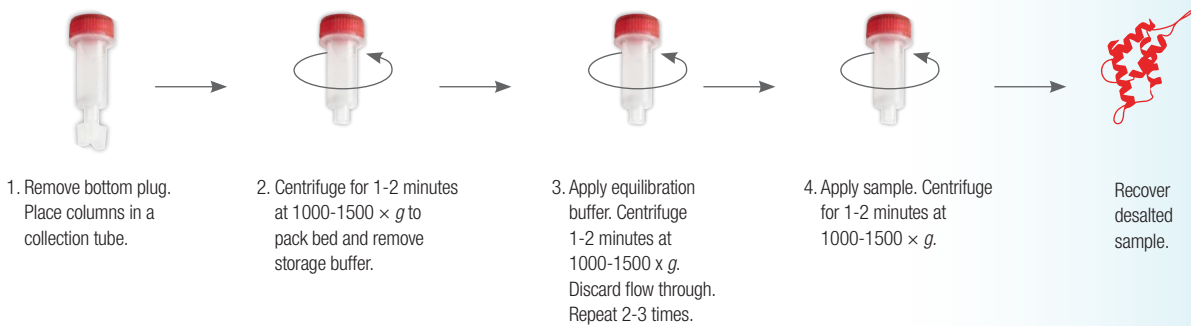 1. Remove bottom plug.
Place columns in a
collection tube.
2. Centrifuge for 1-2 minutes
at 1000-1500 × g to
pack bed and remove
storage buffer.
3. Apply equilibration
buffer. Centrifuge
1-2 minutes at
1000-1500 x g.
Discard flow through.
Repeat 2-3 times.
4. Apply sample. Centrifuge
for 1-2 minutes at
1000-1500 × g.
Recover
desalted
sample.